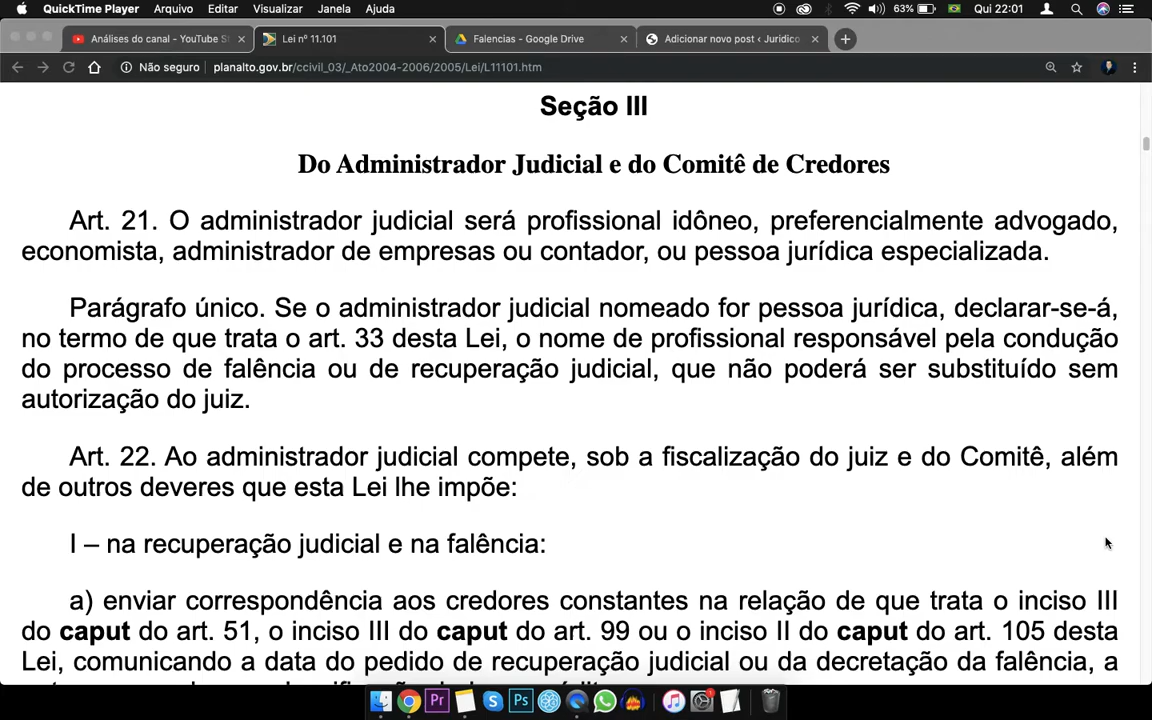 QuickTime Player Arquivo Editar Visualizar Janela Ajuda 63% Qui 22:01
Análises do canal - YouTube St Lei nº 11.101 Falencias - Google Drive Adicionar novo post ‹ Juridico
Não seguro planalto.gov.br/ccivil_03/_Ato2004-2006/2005/Lei/L11101.htm
Seção III
Do Administrador Judicial e do Comitê de Credores
Art. 21. O administrador judicial será profissional idôneo, preferencialmente advogado,
economista, administrador de empresas ou contador, ou pessoa jurídica especializada.
Parágrafo único. Se o administrador judicial nomeado for pessoa jurídica, declarar-se-á,
no termo de que trata o art. 33 desta Lei, o nome de profissional responsável pela condução
do processo de falência ou de recuperação judicial, que não poderá ser substituído sem
autorização do juiz.
Art. 22. Ao administrador judicial compete, sob a fiscalização do juiz e do Comitê, além
de outros deveres que esta Lei lhe impõe:
I – na recuperação judicial e na falência:
a) enviar correspondência aos credores constantes na relação de que trata o inciso III
do caput do art. 51, o inciso III do caput do art. 99 ou o inciso II do caput do art. 105 desta
Lei, comunicando a data do pedido de recuperação judicial ou da decretação da falência, a
Pr Ps